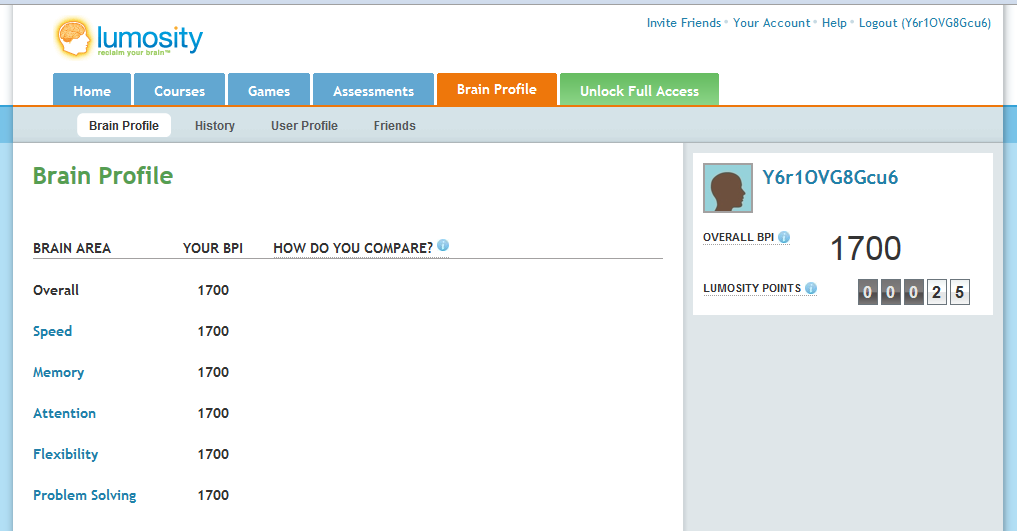 Invite Friends • Your Account • Help • Logout (Y6r1OVG8Gcu6)
lumosity
reclaim your brain™
Home Courses Games Assessments Brain Profile Unlock Full Access
Brain Profile History User Profile Friends
Brain Profile
BRAIN AREA YOUR BPI HOW DO YOU COMPARE? i
Overall 1700
Speed 1700
Memory 1700
Attention 1700
Flexibility 1700
Problem Solving 1700
Y6r1OVG8Gcu6
OVERALL BPI i 1700
LUMOSITY POINTS i 0 0 0 2 5